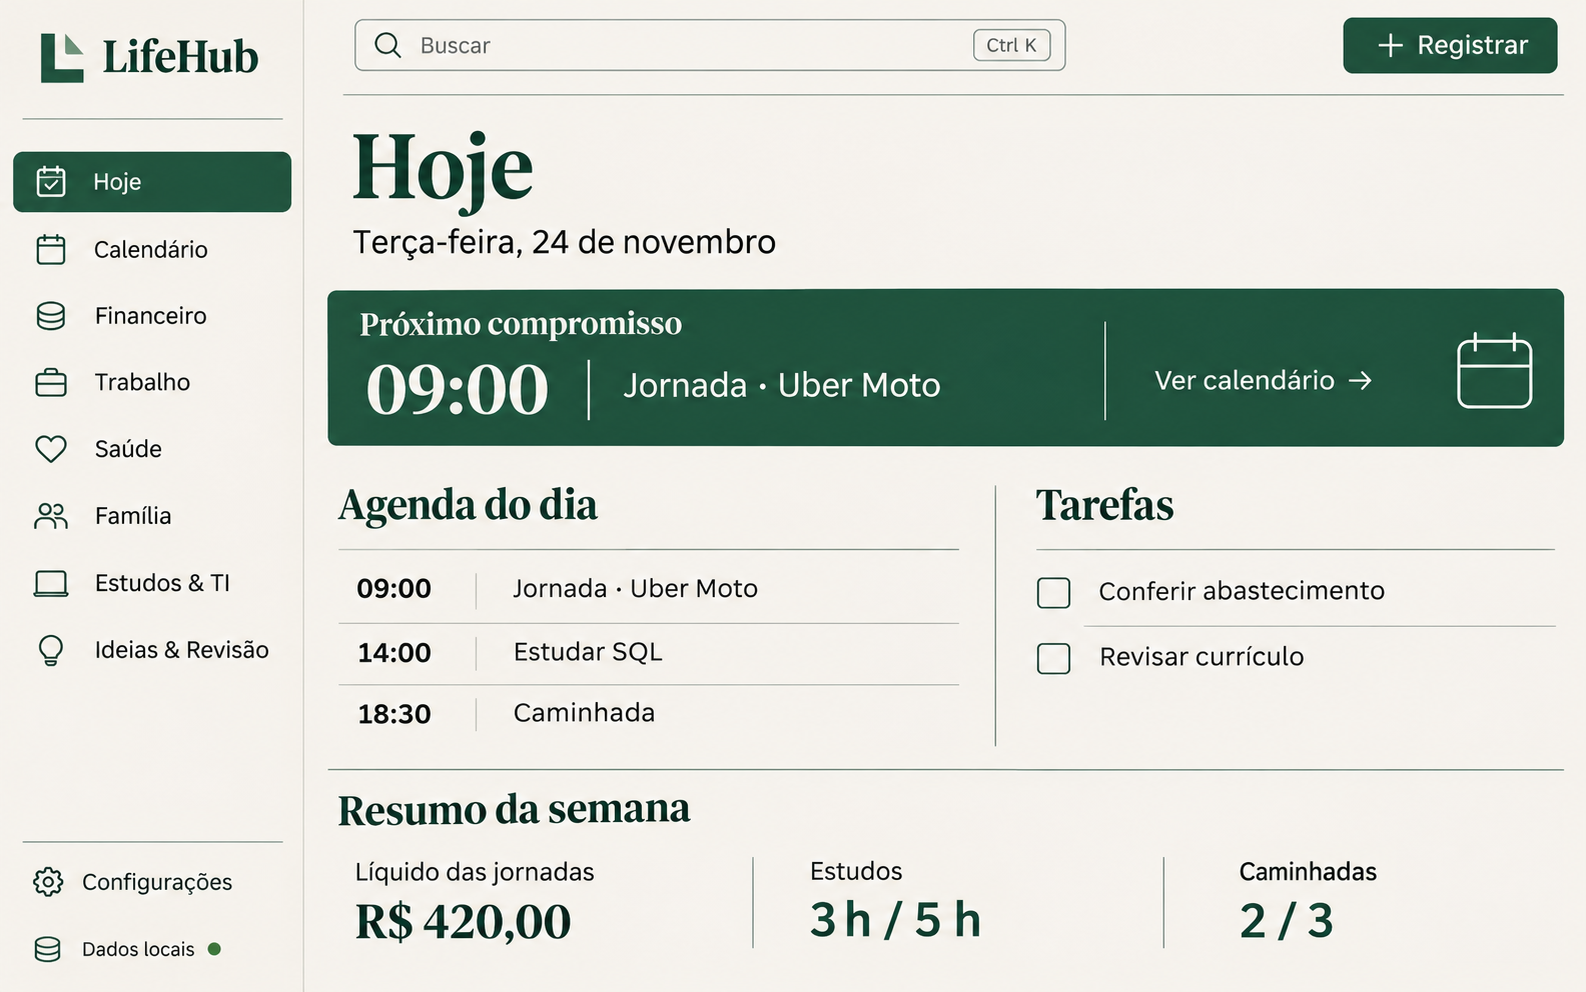 LifeHub
Hoje
Calendário
Financeiro
Trabalho
Saúde
Família
Estudos & TI
Ideias & Revisão
Configurações
Dados locais
Buscar
Ctrl K
+ Registrar
Hoje
Terça-feira, 24 de novembro
Próximo compromisso
09:00
Jornada · Uber Moto
Ver calendário →
Agenda do dia
09:00 Jornada · Uber Moto
14:00 Estudar SQL
18:30 Caminhada
Tarefas
Conferir abastecimento
Revisar currículo
Resumo da semana
Líquido das jornadas
R$ 420,00
Estudos
3 h / 5 h
Caminhadas
2 / 3